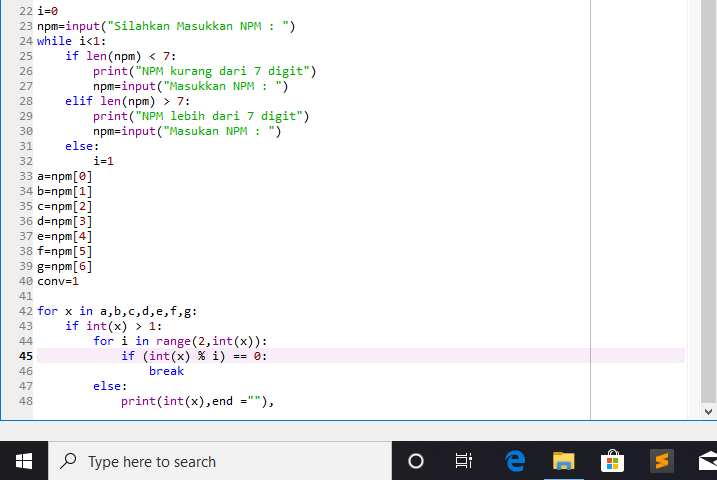 22 i=0
23 npm=input("Silahkan Masukkan NPM : ")
24 while i<1:
25     if len(npm) < 7:
26         print("NPM kurang dari 7 digit")
27         npm=input("Masukkan NPM : ")
28     elif len(npm) > 7:
29         print("NPM lebih dari 7 digit")
30         npm=input("Masukan NPM : ")
31     else:
32         i=1
33 a=npm[0]
34 b=npm[1]
35 c=npm[2]
36 d=npm[3]
37 e=npm[4]
38 f=npm[5]
39 g=npm[6]
40 conv=1
41
42 for x in a,b,c,d,e,f,g:
43     if int(x) > 1:
44         for i in range(2,int(x)):
45             if (int(x) % i) == 0:
46                 break
47         else:
48             print(int(x),end =""),
Type here to search